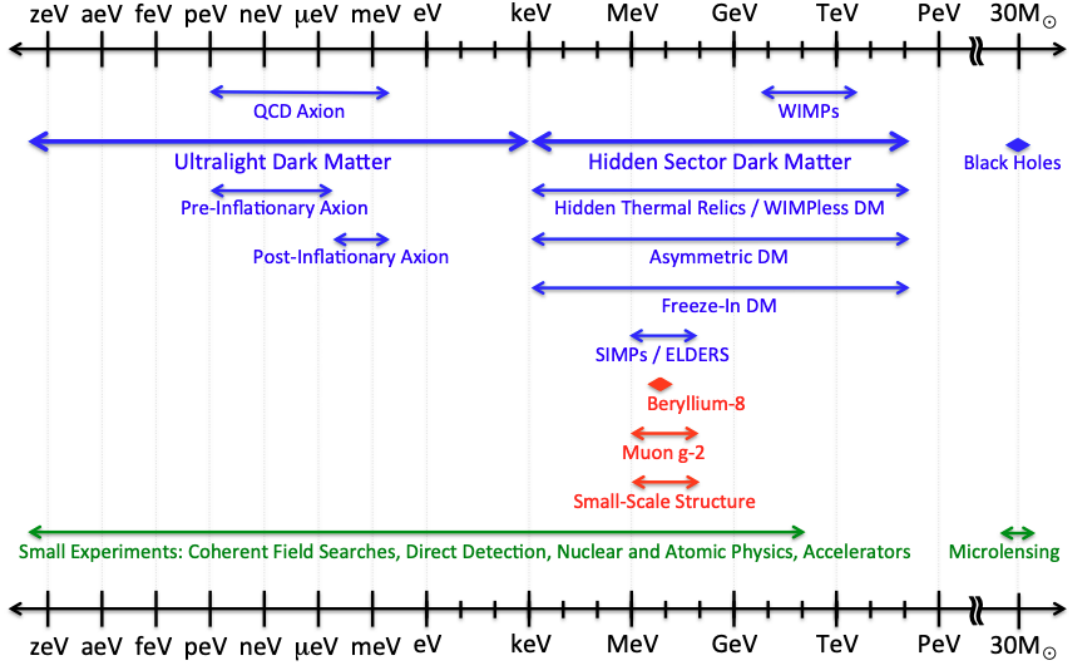 zeV aeV feV peV neV μeV meV eV keV MeV GeV TeV PeV 30M☉
QCD Axion WIMPs
Ultralight Dark Matter Hidden Sector Dark Matter Black Holes
Pre-Inflationary Axion Hidden Thermal Relics / WIMPless DM
Post-Inflationary Axion Asymmetric DM
Freeze-In DM
SIMPs / ELDERS
Beryllium-8
Muon g-2
Small-Scale Structure
Small Experiments: Coherent Field Searches, Direct Detection, Nuclear and Atomic Physics, Accelerators Microlensing
zeV aeV feV peV neV μeV meV eV keV MeV GeV TeV PeV 30M☉